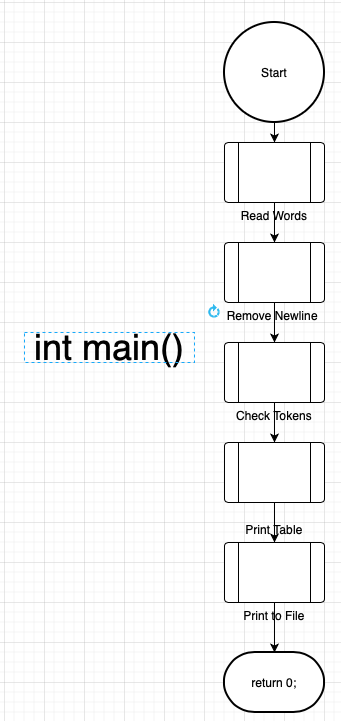 Start
Read Words
Remove Newline
int main()
Check Tokens
Print Table
Print to File
return 0;